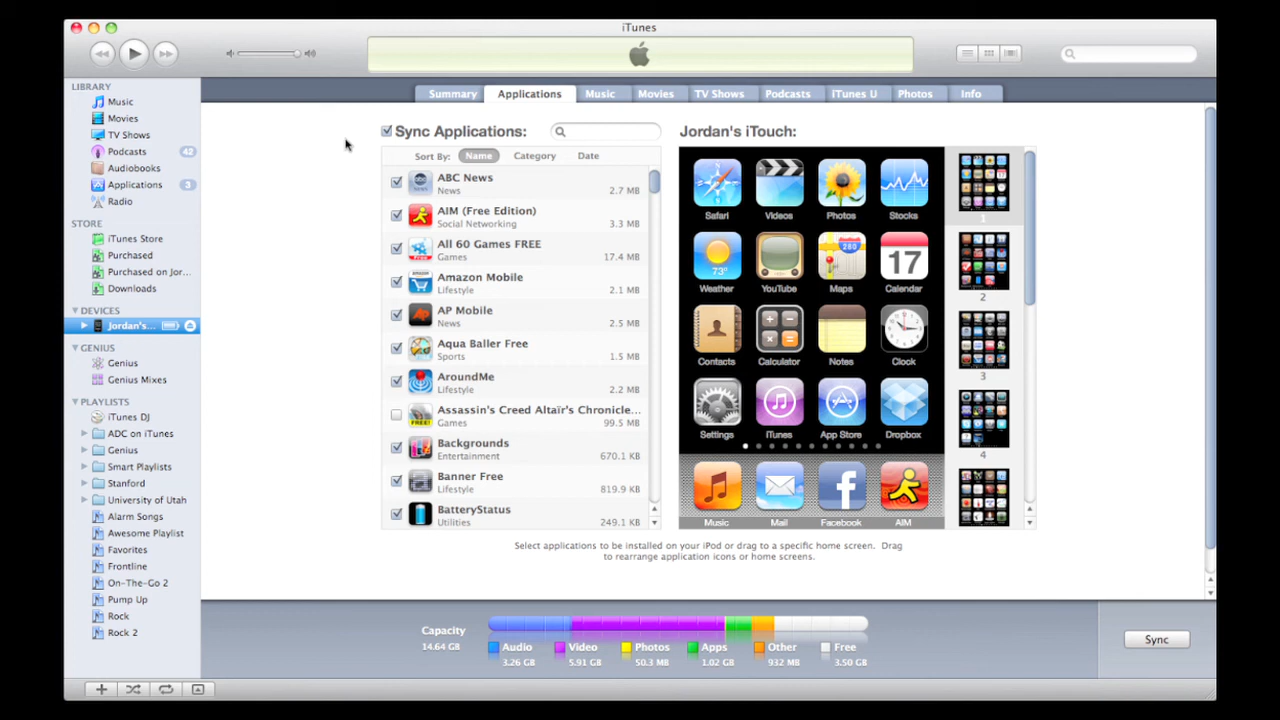 iTunes
LIBRARY
Music
Movies
TV Shows
Podcasts 42
Audiobooks
Applications 3
Radio
STORE
iTunes Store
Purchased
Purchased on Jor...
Downloads
DEVICES
Jordan's...
GENIUS
Genius
Genius Mixes
PLAYLISTS
iTunes DJ
ADC on iTunes
Genius
Smart Playlists
Stanford
University of Utah
Alarm Songs
Awesome Playlist
Favorites
Frontline
On-The-Go 2
Pump Up
Rock
Rock 2
Summary Applications Music Movies TV Shows Podcasts iTunes U Photos Info
Sync Applications:
Sort By: Name Category Date
ABC News
News 2.7 MB
AIM (Free Edition)
Social Networking 3.3 MB
All 60 Games FREE
Games 17.4 MB
Amazon Mobile
Lifestyle 2.1 MB
AP Mobile
News 2.5 MB
Aqua Baller Free
Sports 1.5 MB
AroundMe
Lifestyle 2.2 MB
Assassin's Creed Altaïr's Chronicle...
Games 99.5 MB
Backgrounds
Entertainment 670.1 KB
Banner Free
Lifestyle 819.9 KB
BatteryStatus
Utilities 249.1 KB
Jordan's iTouch:
Safari Videos Photos Stocks
73°
280
17
Weather YouTube Maps Calendar
Contacts Calculator Notes Clock
Settings iTunes App Store Dropbox
Music Mail Facebook AIM
1
2
3
4
Select applications to be installed on your iPod or drag to a specific home screen. Drag
to rearrange application icons or home screens.
Capacity
14.64 GB
Audio Video Photos Apps Other Free
3.26 GB 5.91 GB 50.3 MB 1.02 GB 932 MB 3.50 GB
Sync